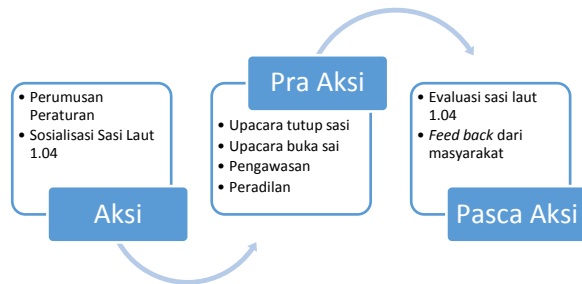 • Perumusan
Peraturan
• Sosialisasi Sasi Laut
1.04
Aksi
Pra Aksi
• Upacara tutup sasi
• Upacara buka sai
• Pengawasan
• Peradilan
• Evaluasi sasi laut
1.04
• Feed back dari
masyarakat
Pasca Aksi